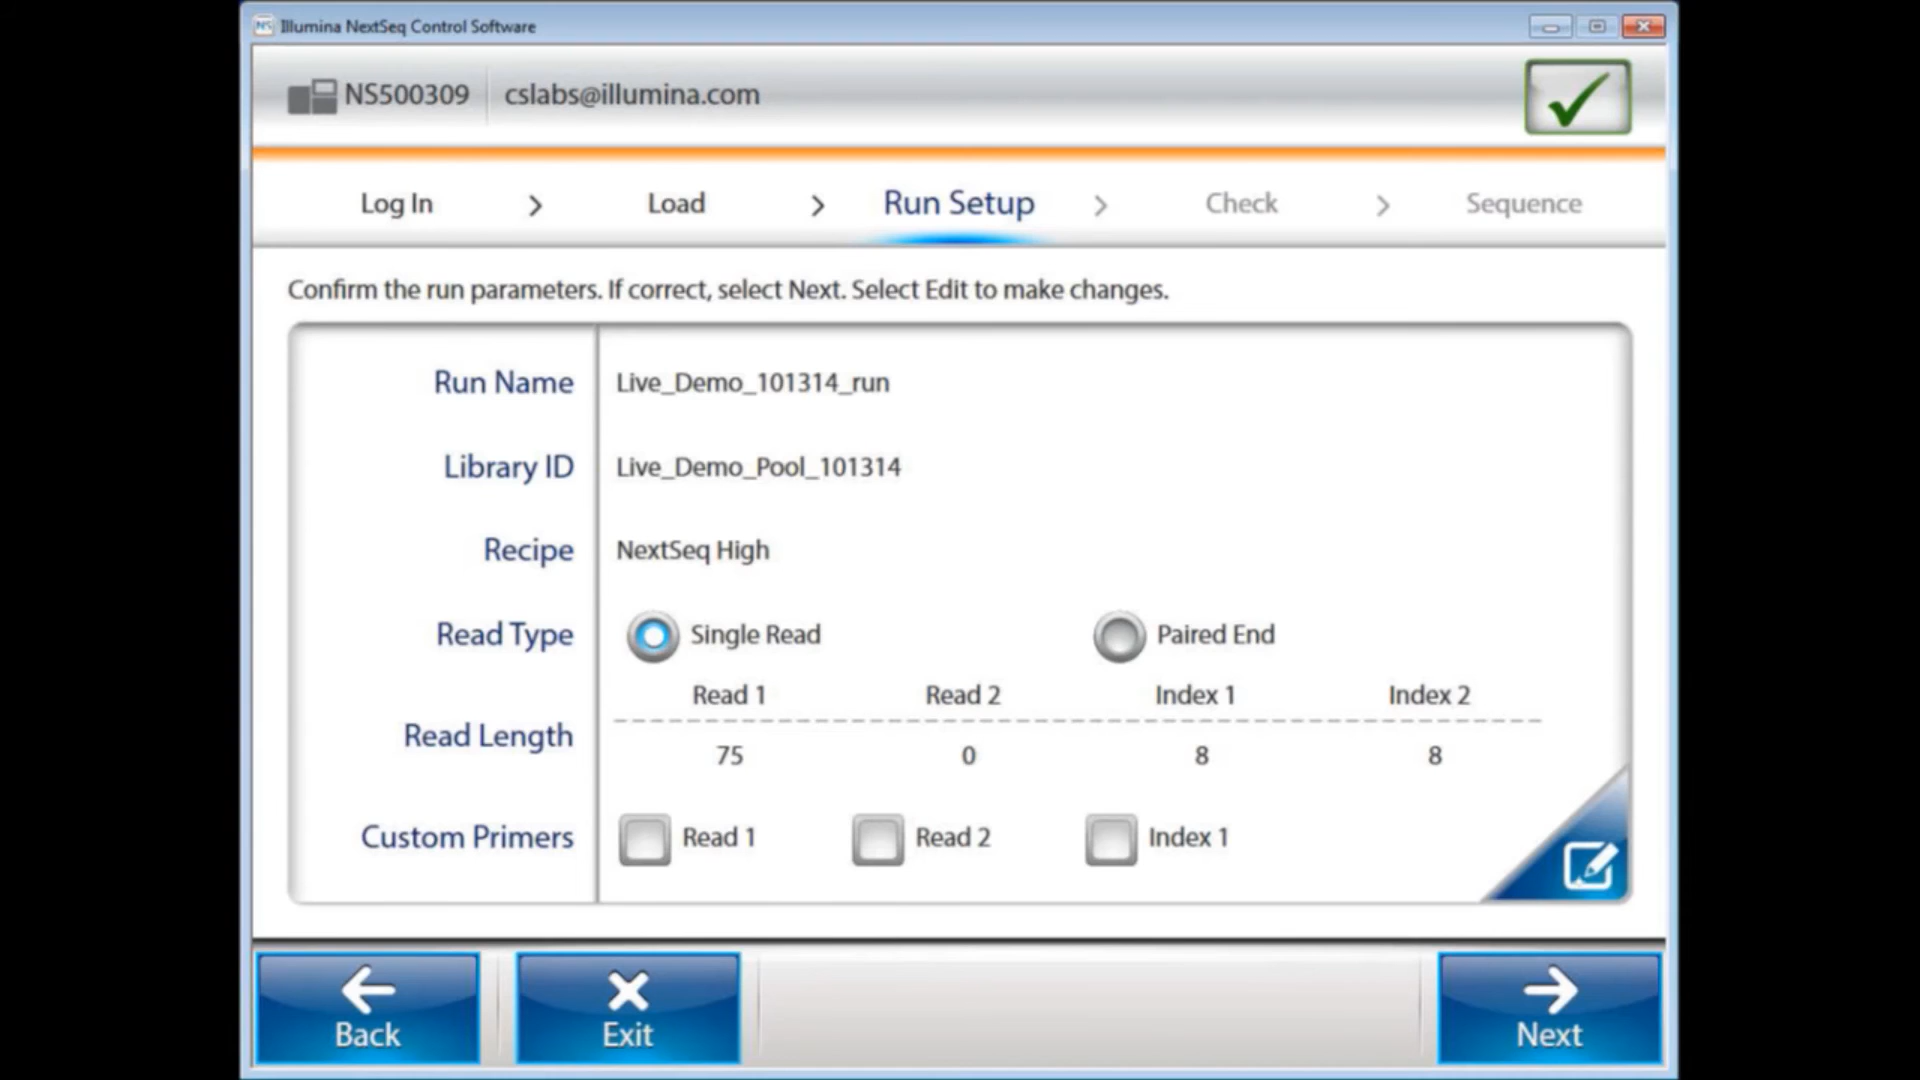 NS Illumina NextSeq Control Software
NS500309 cslabs@illumina.com
Log In > Load > Run Setup > Check > Sequence
Confirm the run parameters. If correct, select Next. Select Edit to make changes.
Run Name Live_Demo_101314_run
Library ID Live_Demo_Pool_101314
Recipe NextSeq High
Read Type Single Read Paired End
Read 1 Read 2 Index 1 Index 2
Read Length
75 0 8 8
Custom Primers Read 1 Read 2 Index 1
Back Exit Next